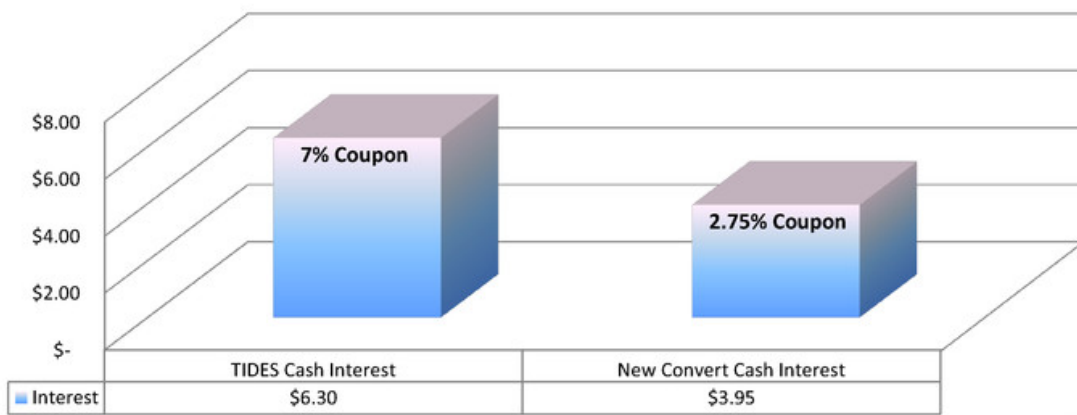 $8.00
$6.00
$4.00
$2.00
$-
7% Coupon
2.75% Coupon
TIDES Cash Interest New Convert Cash Interest
Interest $6.30 $3.95